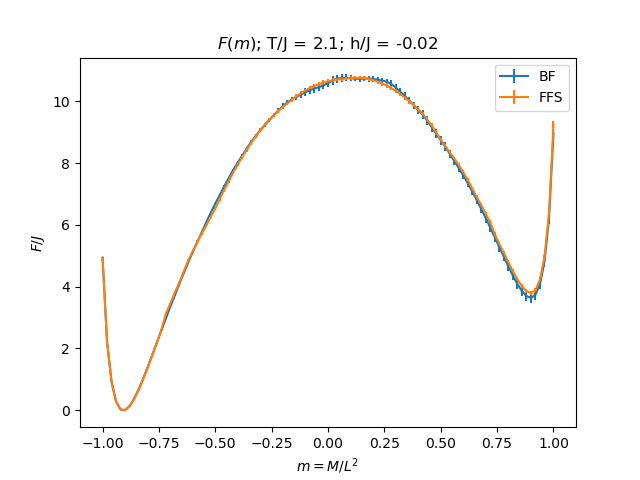 F(m); T/J = 2.1; h/J = -0.02
BF
FFS
F/J
10
8
6
4
2
0
−1.00 −0.75 −0.50 −0.25 0.00 0.25 0.50 0.75 1.00
m = M/L²